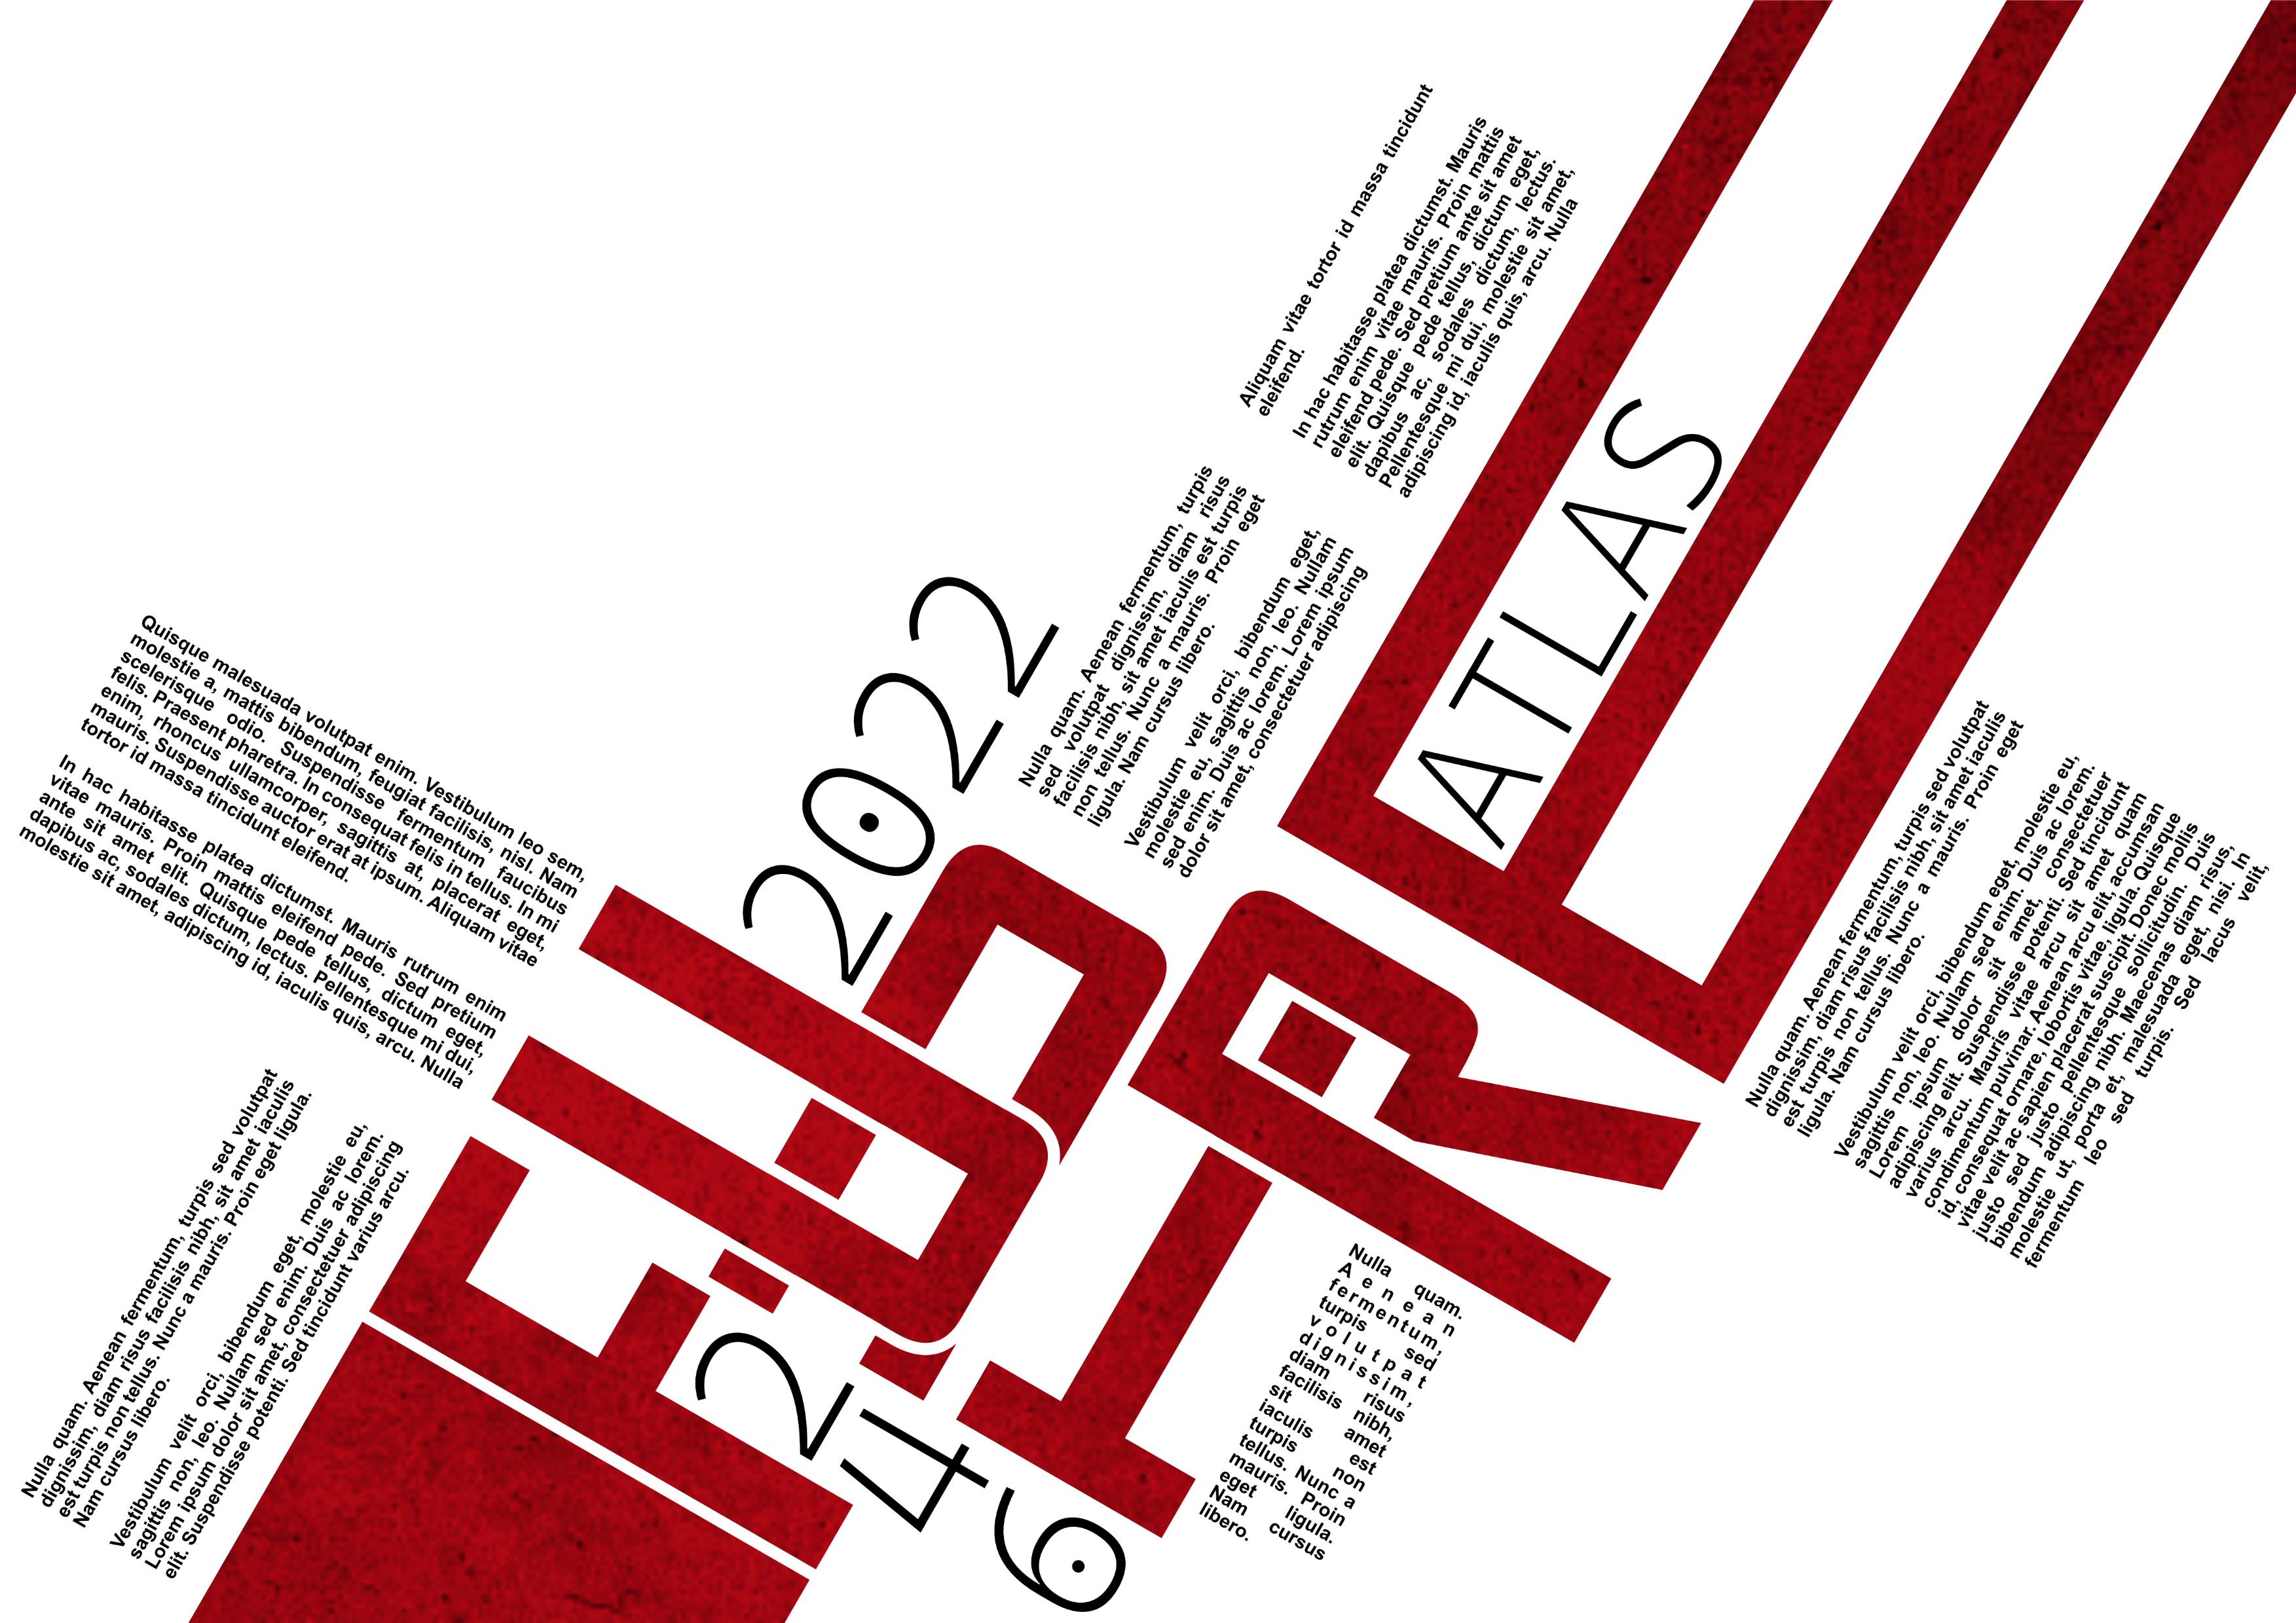 Quisque malesuada volutpat enim. Vestibulum leo sem,
molestie a, mattis bibendum, feugiat facilisis, nisl. Nam
scelerisque odio. Suspendisse fermentum faucibus
felis. Praesent pharetra. In consequat felis in tellus. In mi
enim, rhoncus ullamcorper, sagittis at, placerat eget,
mauris. Suspendisse auctor erat at ipsum. Aliquam vitae
tortor id massa tincidunt eleifend.
In hac habitasse platea dictumst. Mauris rutrum enim
vitae mauris. Proin mattis eleifend pede. Sed pretium
ante sit amet elit. Quisque pede tellus, dictum eget,
dapibus ac, sodales dictum, lectus. Pellentesque mi dui,
molestie sit amet, adipiscing id, iaculis quis, arcu. Nulla
Nulla quam. Aenean fermentum, turpis sed volutpat
dignissim, diam risus facilisis nibh, sit amet iaculis
est turpis non tellus. Nunc a mauris. Proin eget ligula.
Nam cursus libero.
Vestibulum velit orci, bibendum eget, molestie eu,
sagittis non, leo. Nullam sed enim. Duis ac lorem.
Lorem ipsum dolor sit amet, consectetuer adipiscing
elit. Suspendisse potenti. Sed tincidunt varius arcu.
2022
Nulla quam. Aenean fermentum, turpis
sed volutpat dignissim, diam risus
facilisis nibh, sit amet iaculis est turpis
non tellus. Nunc a mauris. Proin eget
ligula. Nam cursus libero.
Vestibulum velit orci, bibendum eget,
molestie eu, sagittis non, leo. Nullam
sed enim. Duis ac lorem. Lorem ipsum
dolor sit amet, consectetuer adipiscing
Aliquam vitae tortor id massa tincidunt
eleifend.
In hac habitasse platea dictumst. Mauris
rutrum enim vitae mauris. Proin mattis
eleifend pede. Sed pretium ante sit amet
elit. Quisque pede tellus, dictum eget,
dapibus ac, sodales dictum, lectus.
Pellentesque mi dui, molestie sit amet,
adipiscing id, iaculis quis, arcu. Nulla
ATLAS
2
4
6
Nulla quam.
Aenean
fermentum,
turpis sed
volutpat
dignissim,
diam risus
facilisis nibh,
sit amet
iaculis est
turpis non
tellus. Nunc a
mauris. Proin
eget ligula.
Nam cursus
libero.
Nulla quam. Aenean fermentum, turpis sed volutpat
dignissim, diam risus facilisis nibh, sit amet iaculis
est turpis non tellus. Nunc a mauris. Proin eget
ligula. Nam cursus libero.
Vestibulum velit orci, bibendum eget, molestie eu,
sagittis non, leo. Nullam sed enim. Duis ac lorem.
Lorem ipsum dolor sit amet, consectetuer
adipiscing elit. Suspendisse potenti. Sed tincidunt
varius arcu. Mauris vitae arcu sit amet quam
condimentum pulvinar. Aenean arcu elit, accumsan
id, consequat ornare, lobortis vitae, ligula. Quisque
vitae velit ac sapien placerat suscipit. Donec mollis
justo sed justo pellentesque sollicitudin. Duis
bibendum adipiscing nibh. Maecenas diam risus,
molestie ut, porta et, malesuada eget, nisi. In
fermentum leo sed turpis. Sed lacus velit,